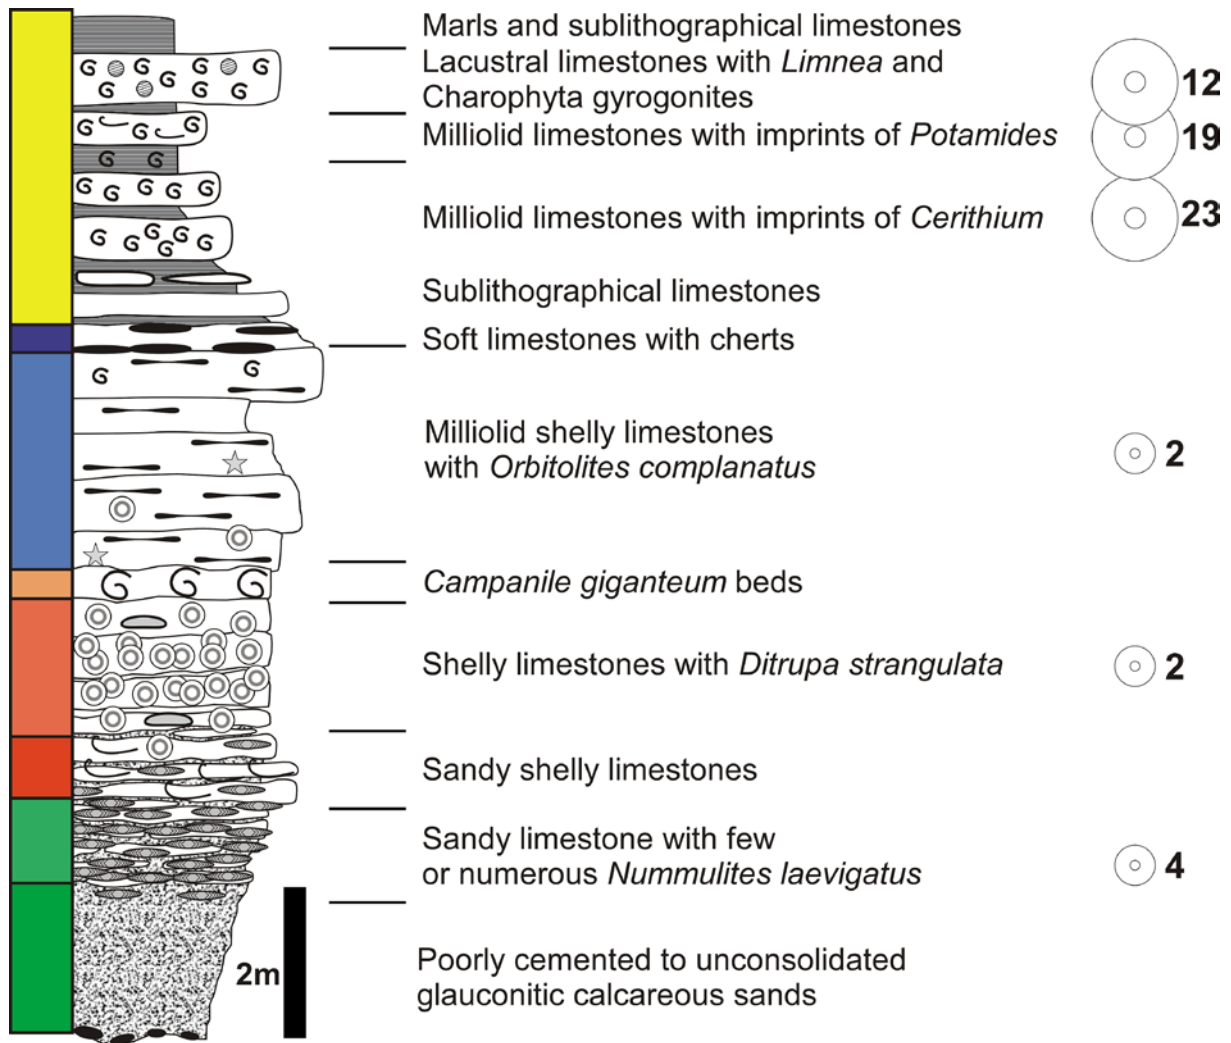 Marls and sublithographical limestones
Lacustral limestones with Limnea and
Charophyta gyrogonites
12
Milliolid limestones with imprints of Potamides
19
Milliolid limestones with imprints of Cerithium
23
Sublithographical limestones
Soft limestones with cherts
Milliolid shelly limestones
with Orbitolites complanatus
2
Campanile giganteum beds
Shelly limestones with Ditrupa strangulata
2
Sandy shelly limestones
Sandy limestone with few
or numerous Nummulites laevigatus
4
2m
Poorly cemented to unconsolidated
glauconitic calcareous sands